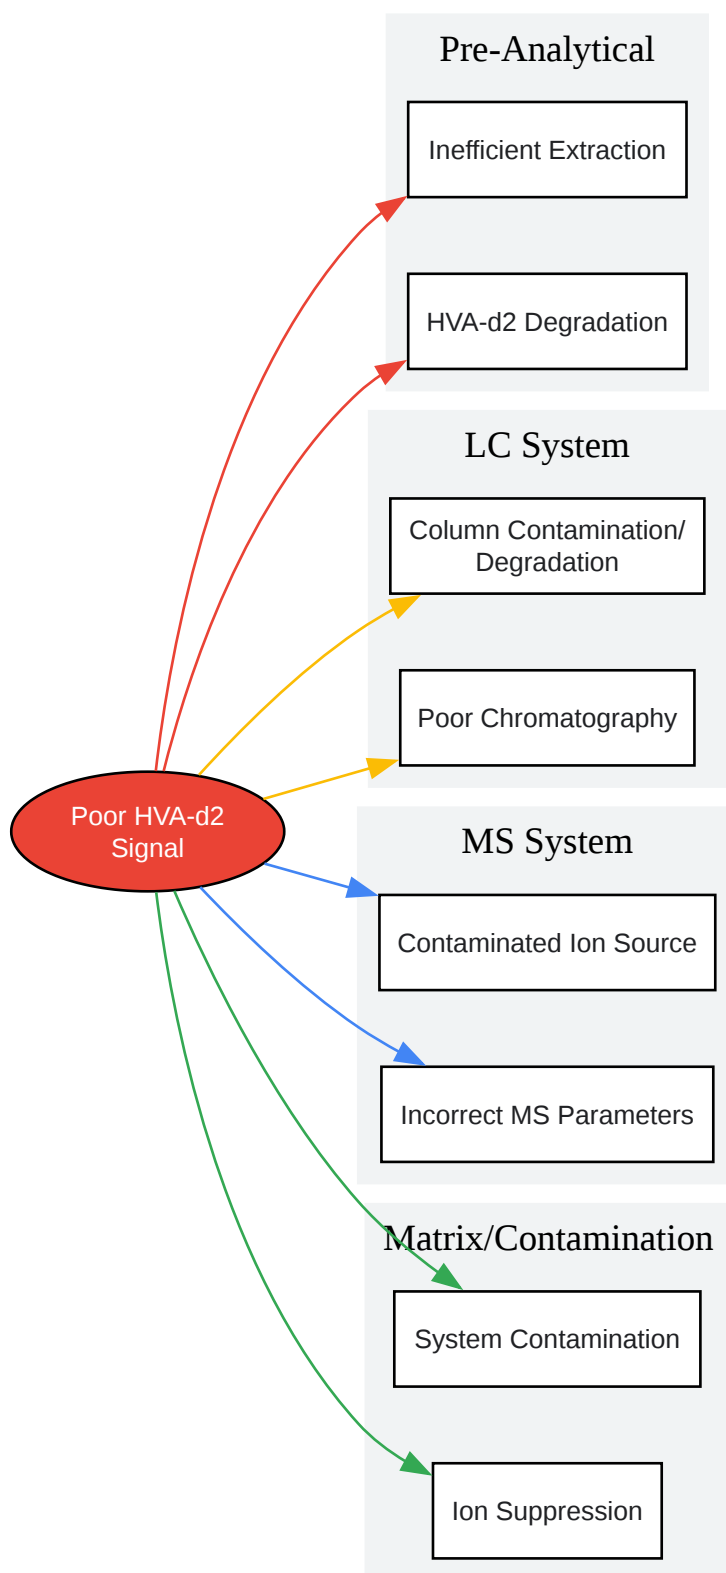 Pre-Analytical
Inefficient Extraction
HVA-d2 Degradation
LC System
Column Contamination/
Degradation
Poor Chromatography
Poor HVA-d2
Signal
MS System
Contaminated Ion Source
Incorrect MS Parameters
Matrix/Contamination
System Contamination
Ion Suppression